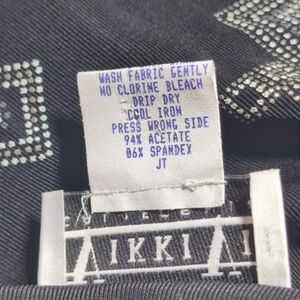 WASH FABRIC GENTLY
NO CLORINE BLEACH
DRIP DRY
COOL IRON
PRESS WRONG SIDE
94% ACETATE
06% SPANDEX
JT
IKKI